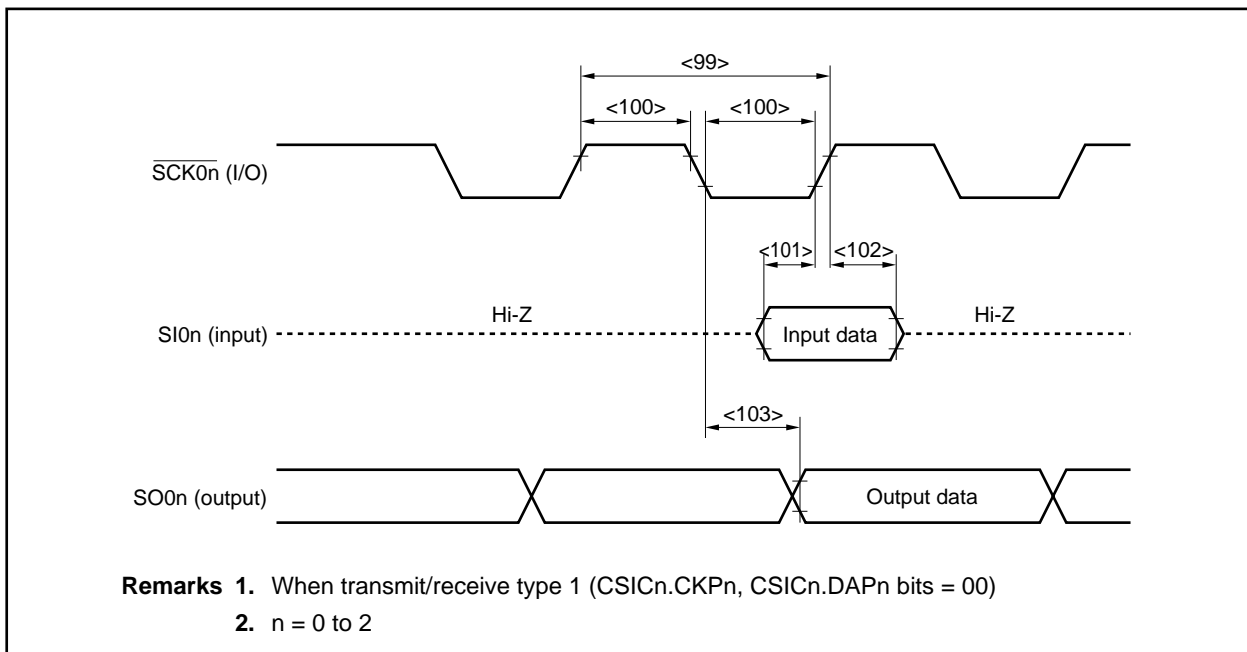 <99>
<100> <100>
SCK0n (I/O)
<101> <102>
Hi-Z Hi-Z
SI0n (input) Input data
<103>
SO0n (output) Output data
Remarks 1. When transmit/receive type 1 (CSICn.CKPn, CSICn.DAPn bits = 00)
2. n = 0 to 2